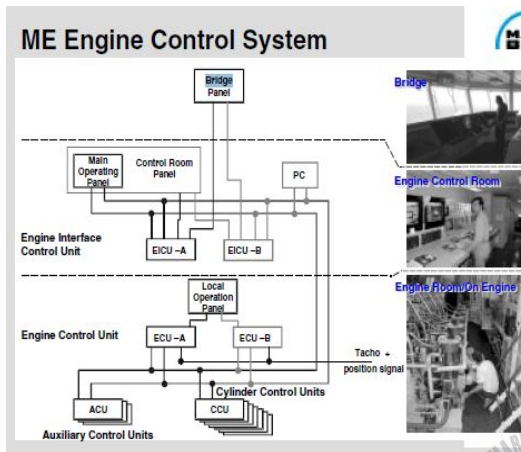 ME Engine Control System
Bridge
Panel
Bridge
Main
Operating
Panel
Control Room
Panel
PC
Engine Control Room
Engine Interface
Control Unit
EICU –A
EICU –B
Engine Room/On Engine
Local
Operation
Panel
Engine Control Unit
ECU –A
ECU –B
Tacho +
position signal
Cylinder Control Units
ACU
CCU
Auxiliary Control Units